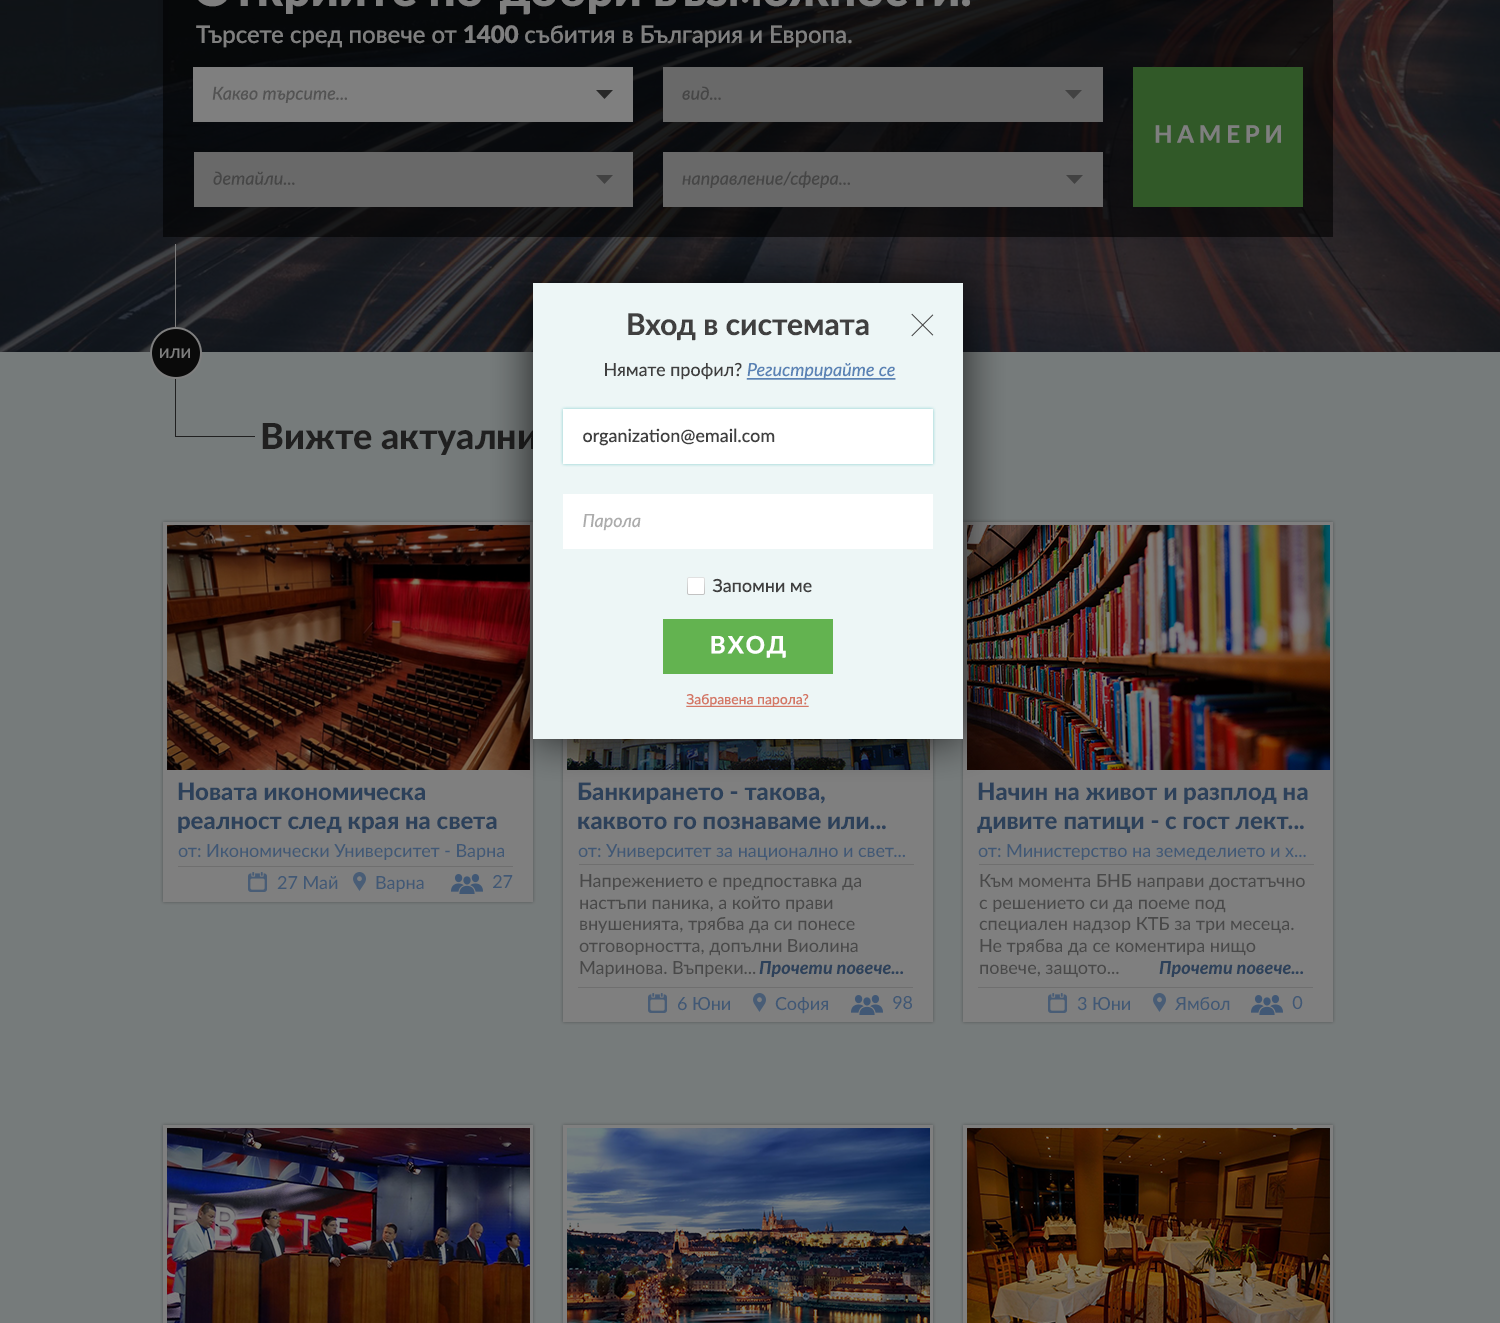 Открийте по-добри възможности.
Търсете сред повече от 1400 събития в България и Европа.
Какво търсите...
вид...
НАМЕРИ
детайли...
направление/сфера...
или
Вход в системата
Нямате профил? Регистрирайте се
Вижте актуални
organization@email.com
Парола
Запомни ме
ВХОД
Забравена парола?
Новата икономическа
реалност след края на света
от: Икономически Университет - Варна
27 Май Варна 27
Банкирането - такова,
каквото го познаваме или...
от: Университет за национално и свет...
Напрежението е предпоставка да
настъпи паника, а който прави
внушенията, трябва да си понесе
отговорността, допълни Виолина
Маринова. Въпреки... Прочети повече...
6 Юни София 98
Начин на живот и разплод на
дивите патици - с гост лект...
от: Министерство на земеделието и х...
Към момента БНБ направи достатъчно
с решението си да поеме под
специален надзор КТБ за три месеца.
Не трябва да се коментира нищо
повече, защото... Прочети повече...
3 Юни Ямбол 0